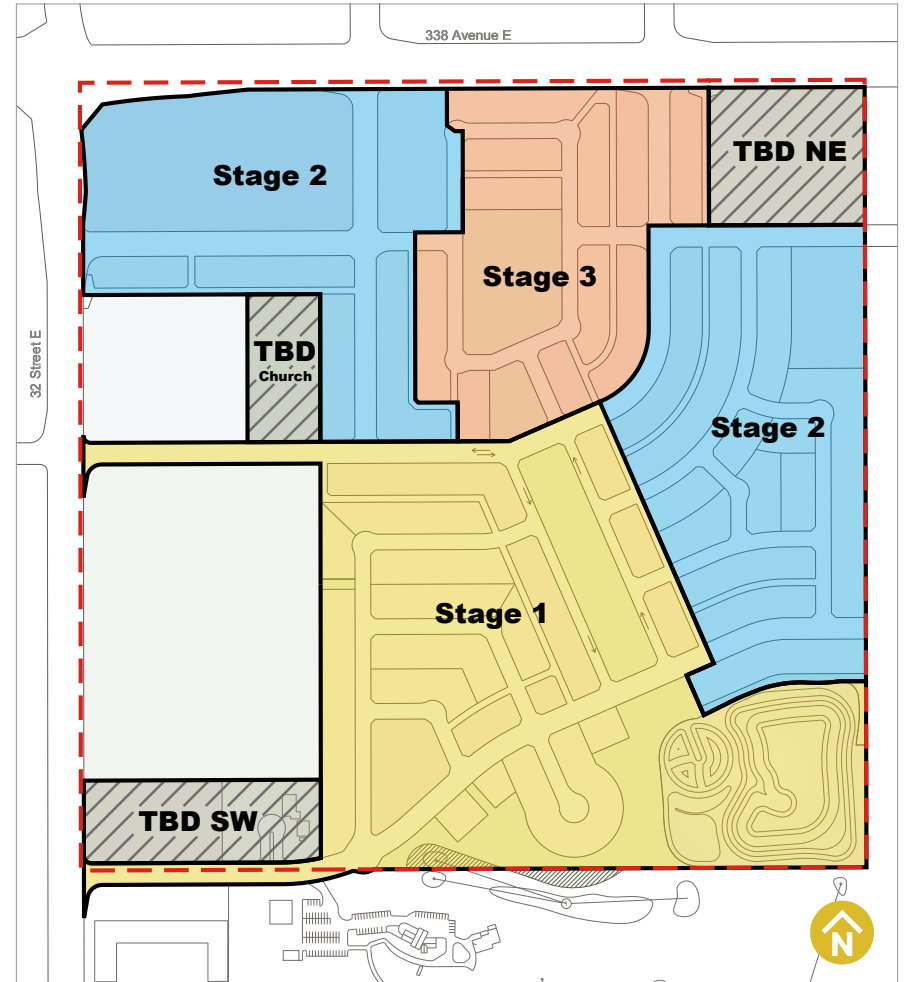 338 Avenue E
TBD NE
Stage 2
Stage 3
32 Street E
TBD
Church
Stage 2
Stage 1
TBD SW
N